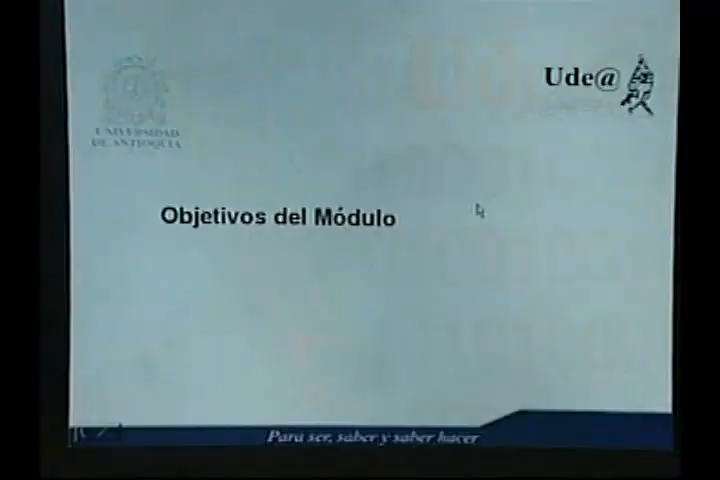 UNIVERSIDAD
DE ANTIOQUIA
Ude@
Objetivos del Módulo
Para ser, saber y saber hacer